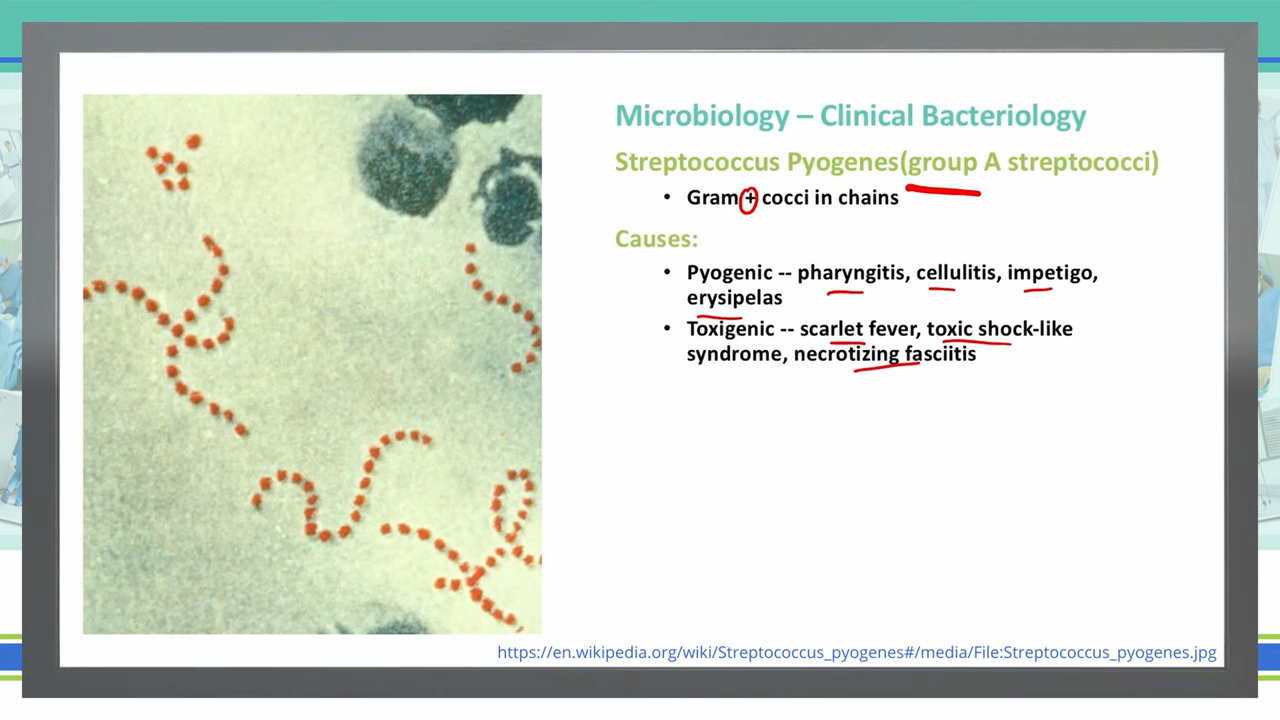 Microbiology – Clinical Bacteriology
Streptococcus Pyogenes(group A streptococci)
• Gram + cocci in chains
Causes:
• Pyogenic -- pharyngitis, cellulitis, impetigo,
erysipelas
• Toxigenic -- scarlet fever, toxic shock-like
syndrome, necrotizing fasciitis
https://en.wikipedia.org/wiki/Streptococcus_pyogenes#/media/File:Streptococcus_pyogenes.jpg